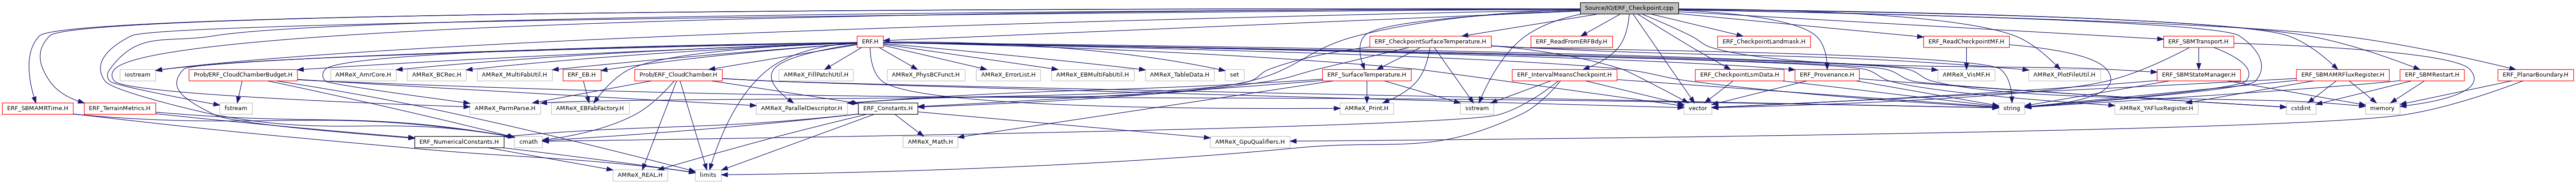 Source/IO/ERF_Checkpoint.cpp
ERF.H
ERF_CheckpointSurfaceTemperature.H
ERF_ReadFromERFBdy.H
ERF_CheckpointLandmask.H
ERF_ReadCheckpointMF.H
ERF_SBMTransport.H
iostream
Prob/ERF_CloudChamberBudget.H
AMReX_AmrCore.H
AMReX_BCRec.H
AMReX_MultiFabUtil.H
ERF_EB.H
Prob/ERF_CloudChamber.H
AMReX_FillPatchUtil.H
AMReX_PhysBCFunct.H
AMReX_ErrorList.H
AMReX_EBMultiFabUtil.H
AMReX_TableData.H
set
ERF_SurfaceTemperature.H
ERF_IntervalMeansCheckpoint.H
ERF_CheckpointLsmData.H
ERF_Provenance.H
AMReX_VisMF.H
AMReX_PlotFileUtil.H
ERF_SBMStateManager.H
ERF_SBMAMRFluxRegister.H
ERF_SBMRestart.H
ERF_PlanarBoundary.H
ERF_SBMAMRTime.H
ERF_TerrainMetrics.H
fstream
AMReX_ParmParse.H
AMReX_EBFabFactory.H
AMReX_ParallelDescriptor.H
ERF_Constants.H
AMReX_Print.H
sstream
vector
string
AMReX_YAFluxRegister.H
cstdint
memory
ERF_NumericalConstants.H
cmath
AMReX_Math.H
AMReX_GpuQualifiers.H
AMReX_REAL.H
limits